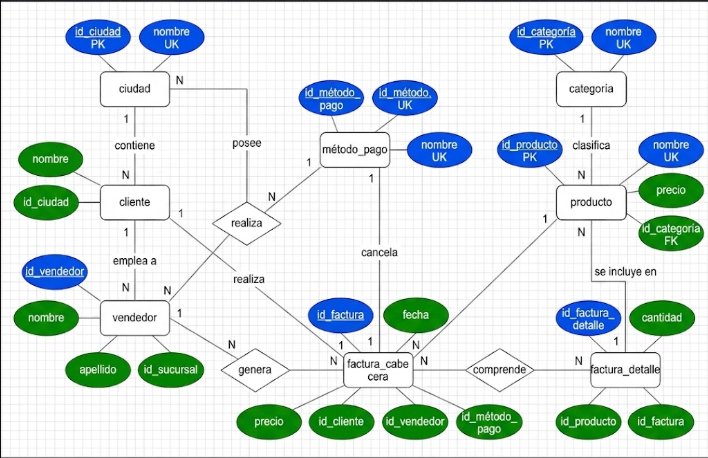 id_ciudad
PK
nombre
UK
id_categoría
PK
nombre
UK
ciudad
N
id_método_
pago
id_método,
UK
categoría
1
posee
nombre
UK
1
contiene
método_pago
id_producto
PK
clasifica
nombre
UK
nombre
1
1
N
N
N
precio
id_ciudad
cliente
1
realiza
1
producto
1
N
id_categoría
FK
emplea a
cancela
id_vendedor
N
N
realiza
se incluye en
id_factura
fecha
id_factura_
detalle
cantidad
nombre
vendedor
1
N
1
1
N
1
apellido
id_sucursal
genera
N
factura_cabe
cera
N
comprende
N
factura_detalle
precio
id_cliente
id_vendedor
id_método_
pago
id_producto
id_factura